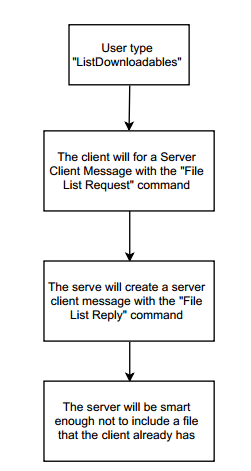 User type
"ListDownloadables"
The client will for a Server
Client Message with the "File
List Request" command
The serve will create a server
client message with the "File
List Reply" command
The server will be smart
enough not to include a file
that the client already has